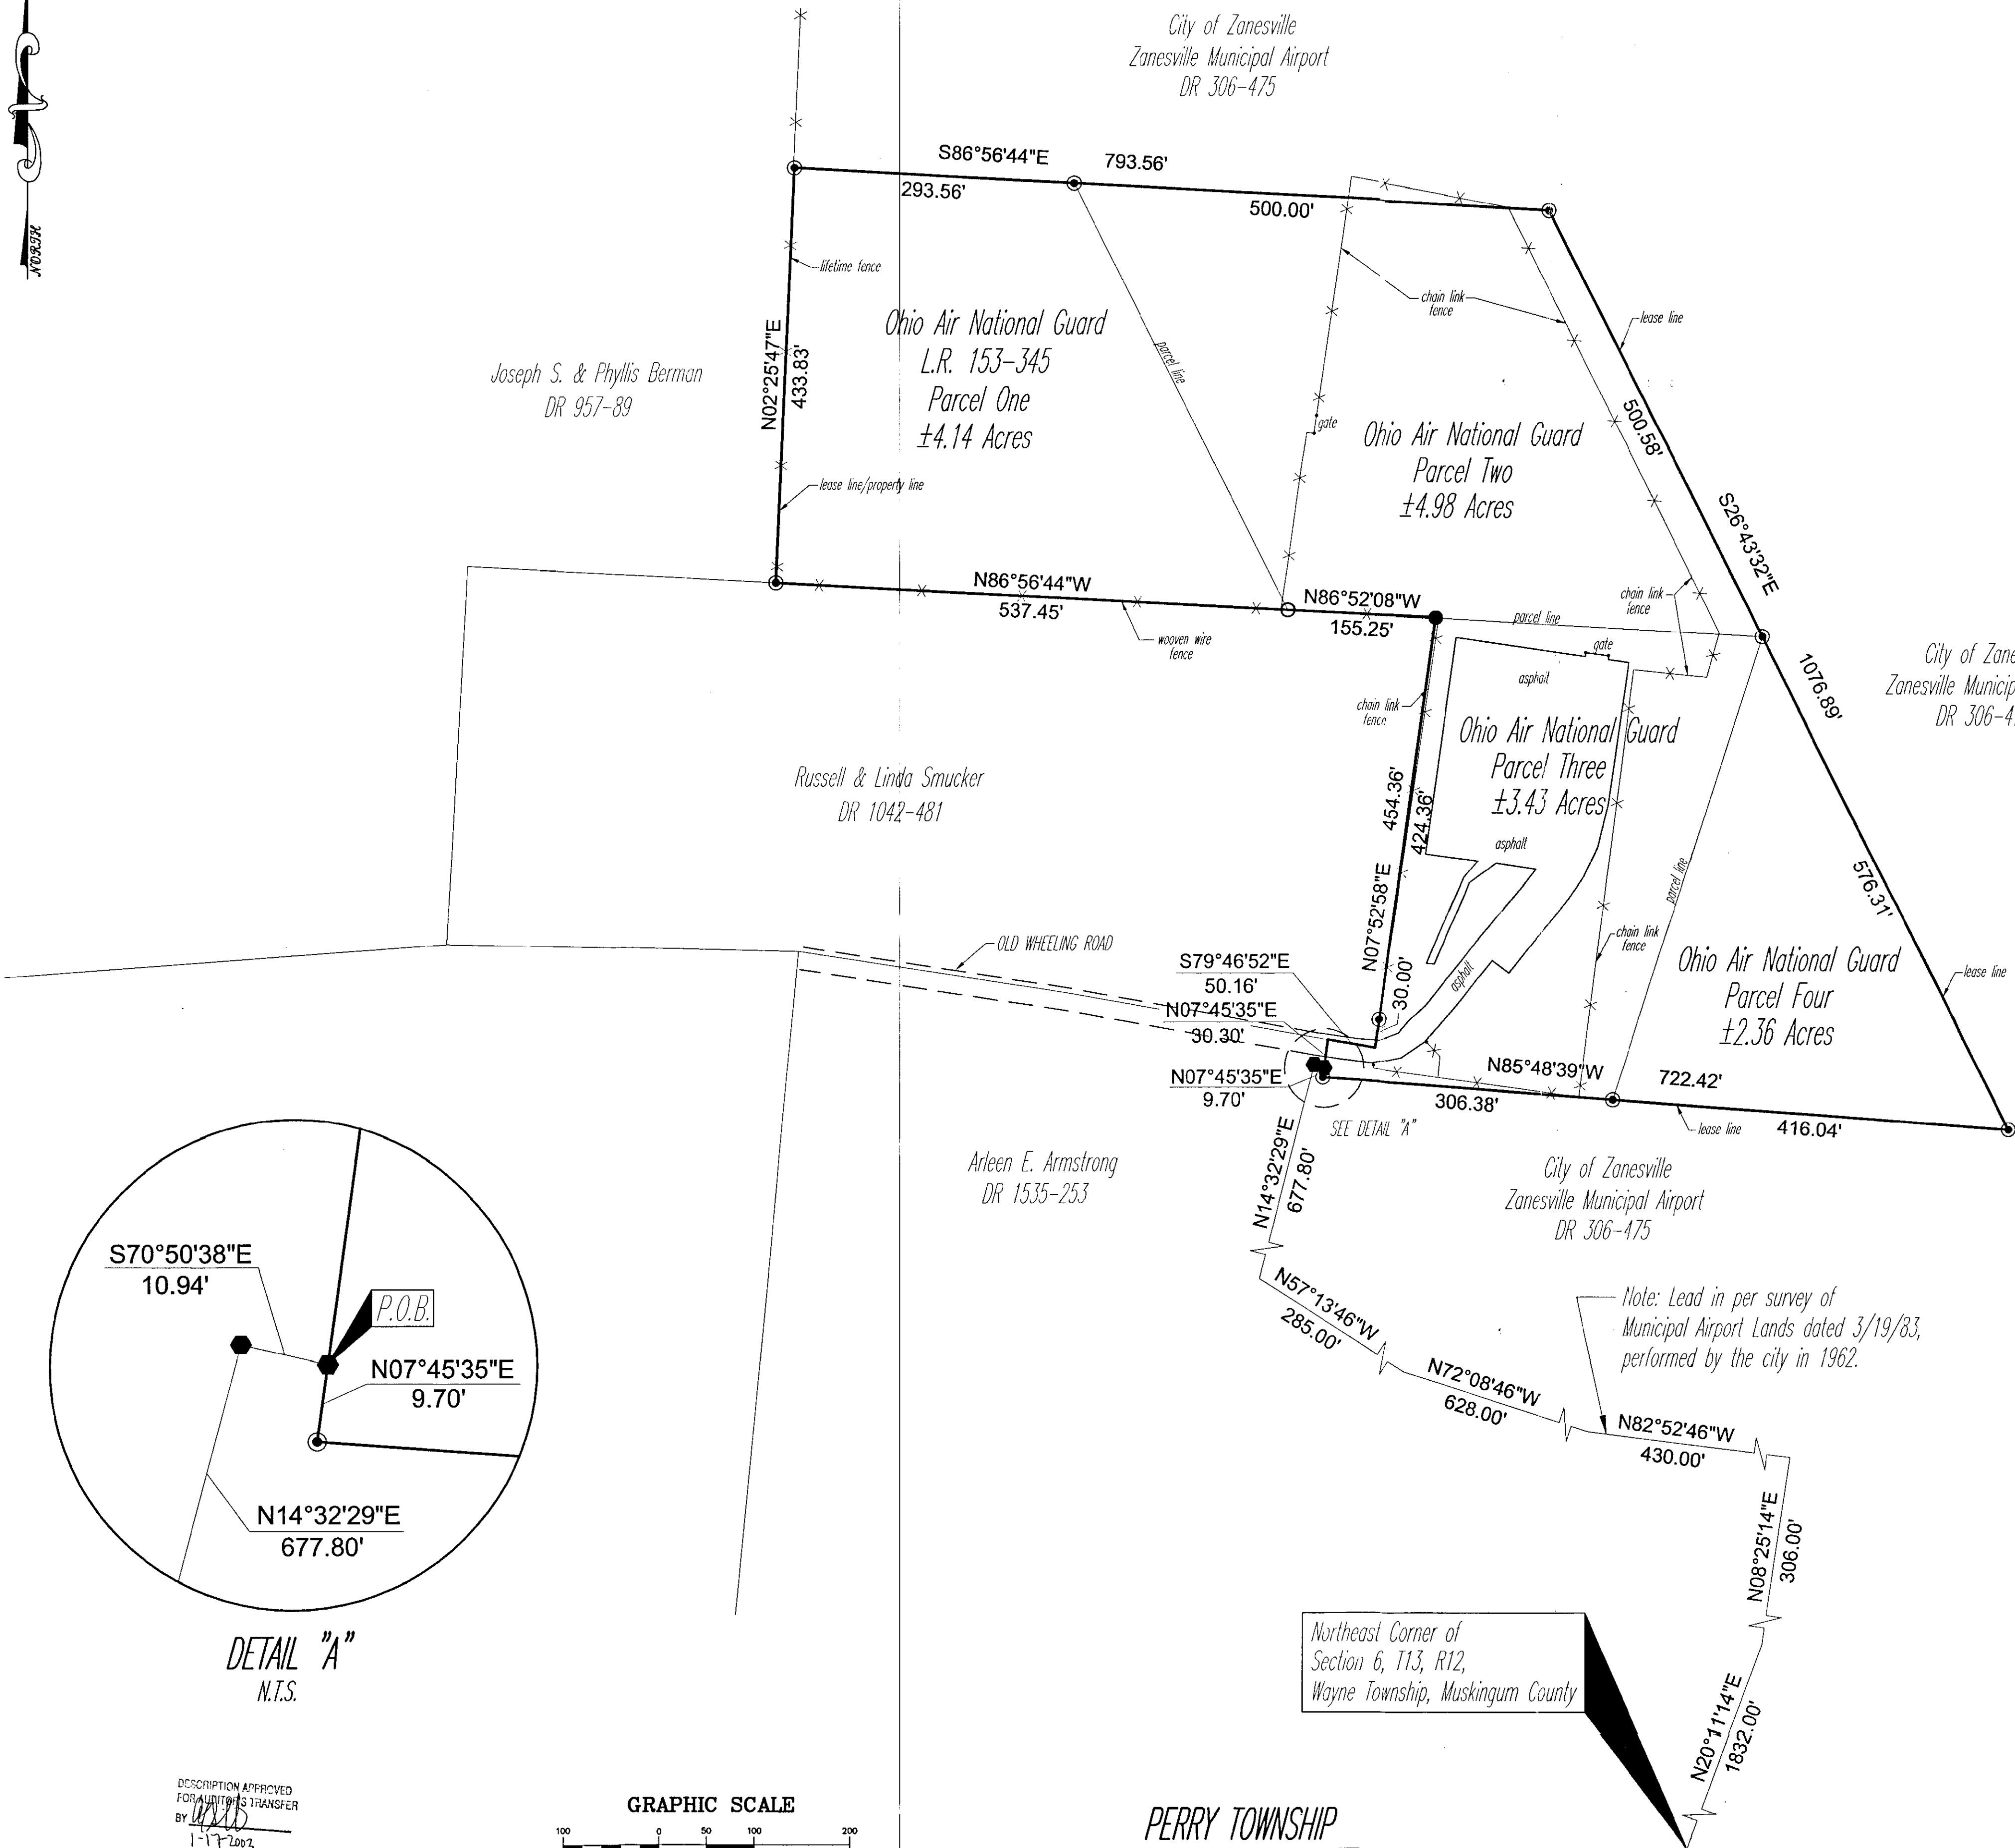 NORTH
City of Zanesville
Zanesville Municipal Airport
DR 306-475
S86°56'44"E
793.56'
293.56'
500.00'
lifetime fence
N02°25'47"E
433.83'
Ohio Air National Guard
L.R. 153-345
Parcel One
±4.14 Acres
parcel line
chain link
fence
lease line
Joseph S. & Phyllis Berman
DR 957-89
gate
Ohio Air National Guard
Parcel Two
±4.98 Acres
500.58'
S26°43'32"E
lease line/property line
N86°56'44"W
537.45'
wooven wire
fence
N86°52'08"W
155.25'
parcel line
chain link
fence
gate
asphalt
1076.89'
City of Zane
Zanesville Municip
DR 306-4
chain link
fence
Ohio Air National Guard
Parcel Three
±3.43 Acres
asphalt
454.36'
424.36'
N07°52'58"E
30.00'
Russell & Linda Smucker
DR 1042-481
parcel line
576.31'
OLD WHEELING ROAD
S79°46'52"E
50.16'
N07°45'35"E
30.30'
N07°45'35"E
9.70'
asphalt
chain link
fence
Ohio Air National Guard
Parcel Four
±2.36 Acres
lease line
N85°48'39"W
722.42'
306.38'
416.04'
lease line
SEE DETAIL "A"
Arleen E. Armstrong
DR 1535-253
N14°32'29"E
677.80'
City of Zanesville
Zanesville Municipal Airport
DR 306-475
N57°13'46"W
285.00'
N72°08'46"W
628.00'
Note: Lead in per survey of
Municipal Airport Lands dated 3/19/83,
performed by the city in 1962.
N82°52'46"W
430.00'
N08°25'14"E
306.00'
N20°11'14"E
1832.00'
Northeast Corner of
Section 6, T13, R12,
Wayne Township, Muskingum County
S70°50'38"E
10.94'
P.O.B.
N07°45'35"E
9.70'
N14°32'29"E
677.80'
DETAIL "A"
N.T.S.
DESCRIPTION APPROVED
FOR AUDITOR'S TRANSFER
BY
1-17-2002
GRAPHIC SCALE
100 0 50 100 200
PERRY TOWNSHIP